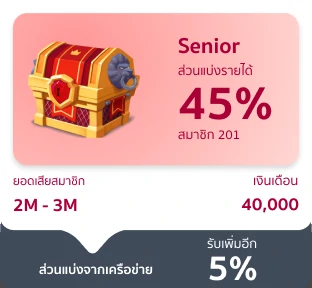 Senior
ส่วนแบ่งรายได้
45%
สมาชิก 201
ยอดเสียสมาชิก
เงินเดือน
2M - 3M
40,000
รับเพิ่มอีก
ส่วนแบ่งจากเครือข่าย
5%